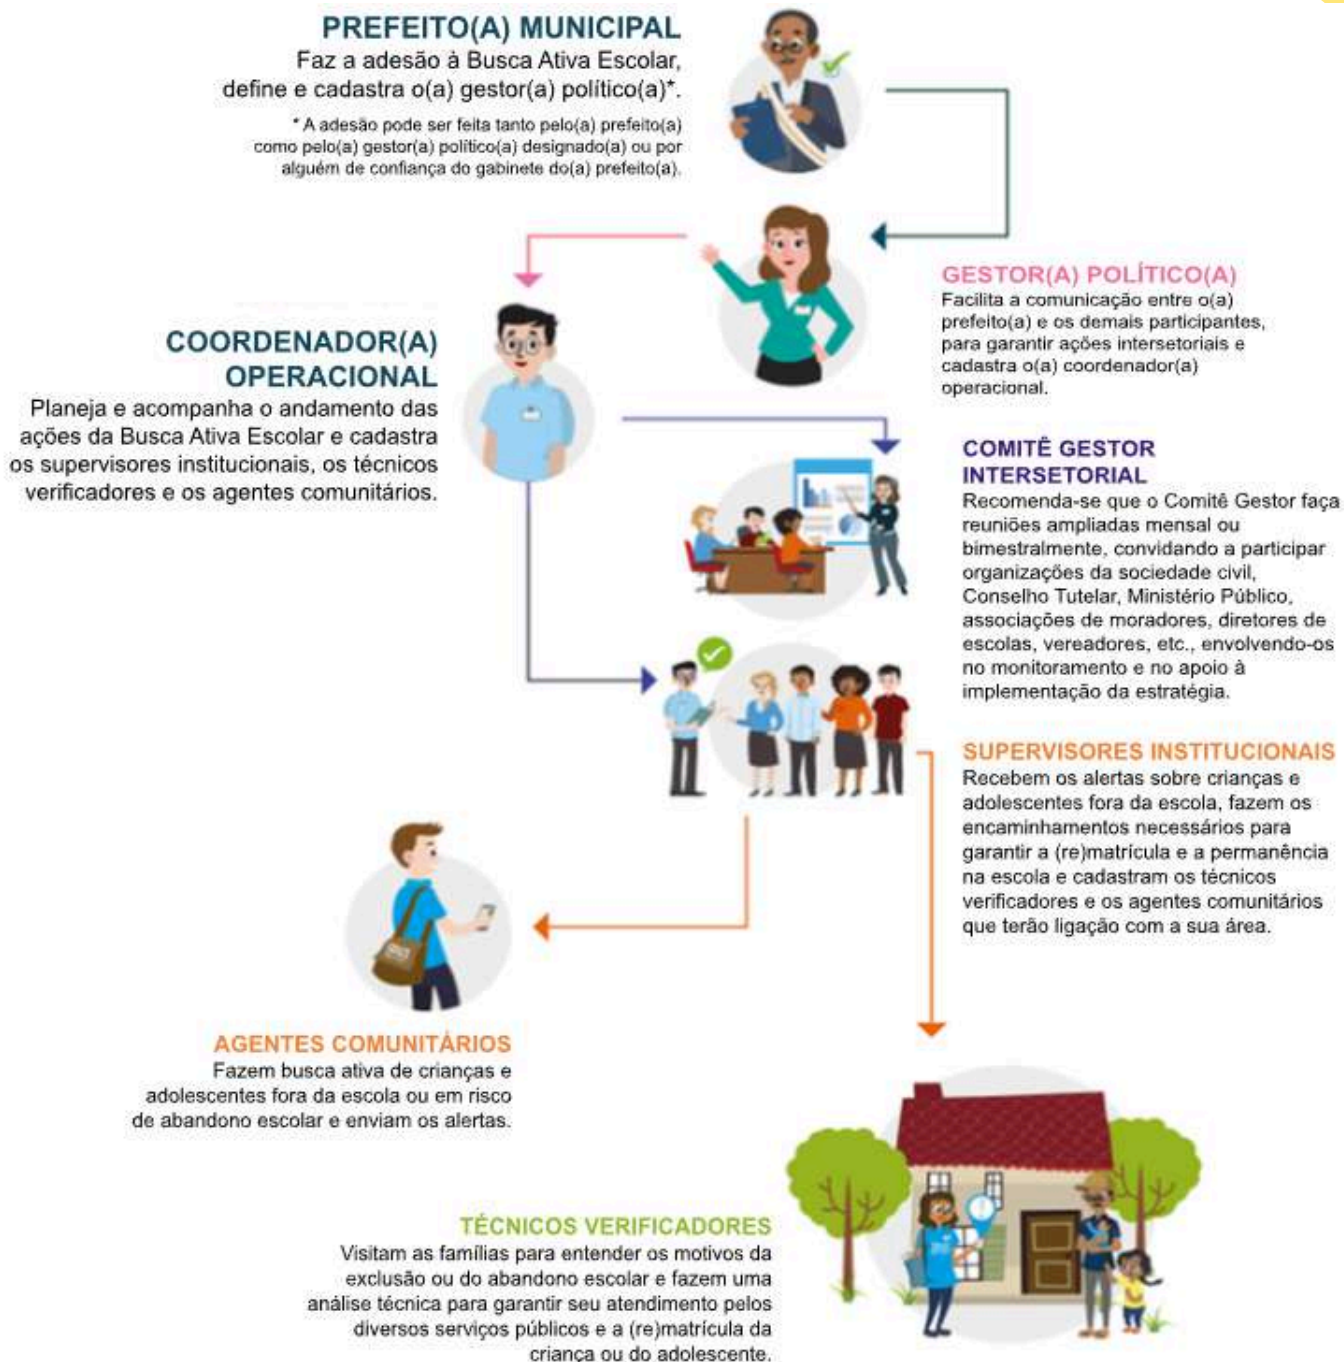 PREFEITO(A) MUNICIPAL
Faz a adesão à Busca Ativa Escolar,
define e cadastra o(a) gestor(a) político(a)*.
* A adesão pode ser feita tanto pelo(a) prefeito(a)
como pelo(a) gestor(a) político(a) designado(a) ou por
alguém de confiança do gabinete do(a) prefeito(a).
GESTOR(A) POLÍTICO(A)
Facilita a comunicação entre o(a)
prefeito(a) e os demais participantes,
para garantir ações intersetoriais e
cadastra o(a) coordenador(a)
operacional.
COORDENADOR(A)
OPERACIONAL
Planeja e acompanha o andamento das
ações da Busca Ativa Escolar e cadastra
os supervisores institucionais, os técnicos
verificadores e os agentes comunitários.
COMITÊ GESTOR
INTERSETORIAL
Recomenda-se que o Comitê Gestor faça
reuniões ampliadas mensal ou
bimestralmente, convidando a participar
organizações da sociedade civil,
Conselho Tutelar, Ministério Público,
associações de moradores, diretores de
escolas, vereadores, etc., envolvendo-os
no monitoramento e no apoio à
implementação da estratégia.
SUPERVISORES INSTITUCIONAIS
Recebem os alertas sobre crianças e
adolescentes fora da escola, fazem os
encaminhamentos necessários para
garantir a (re)matrícula e a permanência
na escola e cadastram os técnicos
verificadores e os agentes comunitários
que terão ligação com a sua área.
AGENTES COMUNITÁRIOS
Fazem busca ativa de crianças e
adolescentes fora da escola ou em risco
de abandono escolar e enviam os alertas.
TÉCNICOS VERIFICADORES
Visitam as famílias para entender os motivos da
exclusão ou do abandono escolar e fazem uma
análise técnica para garantir seu atendimento pelos
diversos serviços públicos e a (re)matrícula da
criança ou do adolescente.